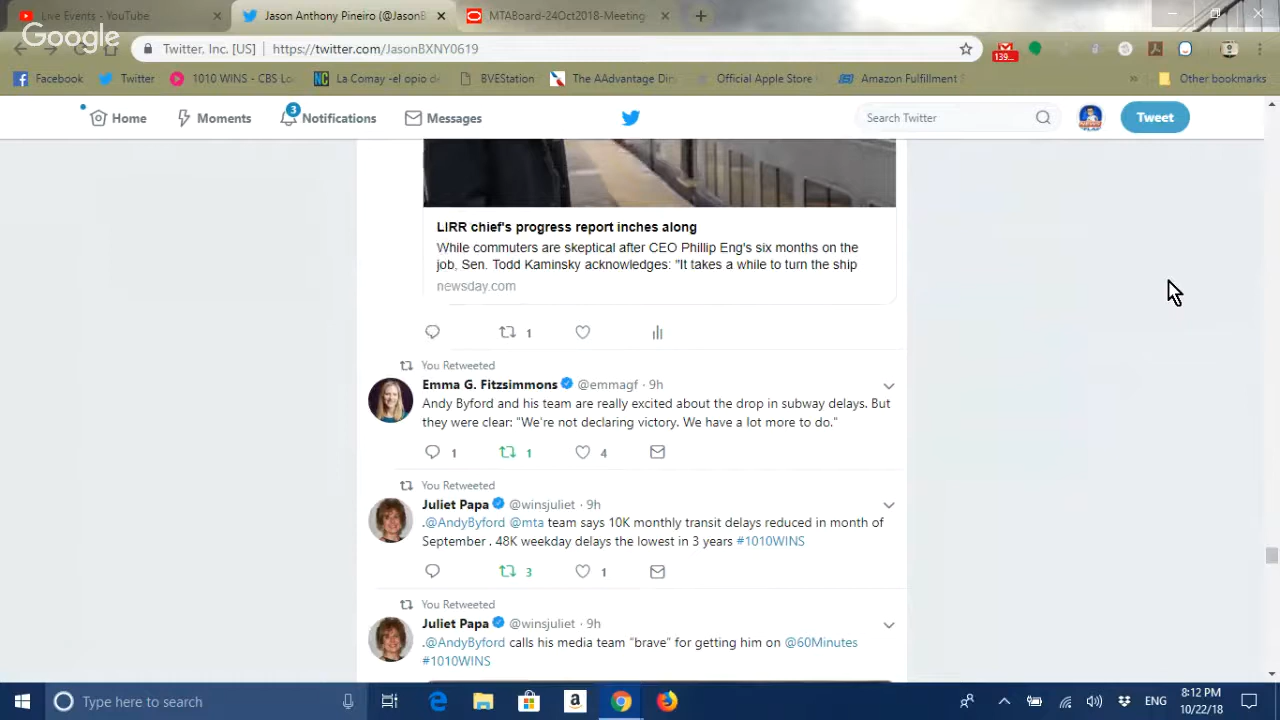 Live Events - YouTube
Jason Anthony Pineiro (@JasonB
MTABoard-24Oct2018-Meeting
Google
Twitter, Inc. [US]
https://twitter.com/JasonBXNY0619
139...
Facebook
Twitter
1010 WINS - CBS Lo
La Comay -el opio de
BVEStation
The AAdvantage Din
Official Apple Store
Amazon Fulfillment S
»
Other bookmarks
Home
Moments
3
Notifications
Messages
Search Twitter
Tweet
LIRR chief's progress report inches along
While commuters are skeptical after CEO Phillip Eng's six months on the
job, Sen. Todd Kaminsky acknowledges: "It takes a while to turn the ship
newsday.com
1
You Retweeted
Emma G. Fitzsimmons @emmagf · 9h
Andy Byford and his team are really excited about the drop in subway delays. But
they were clear: "We're not declaring victory. We have a lot more to do."
1 1 4
You Retweeted
Juliet Papa @winsjuliet · 9h
.@AndyByford @mta team says 10K monthly transit delays reduced in month of
September . 48K weekday delays the lowest in 3 years #1010WINS
3 1
You Retweeted
Juliet Papa @winsjuliet · 9h
.@AndyByford calls his media team "brave" for getting him on @60Minutes
#1010WINS
Type here to search
ENG
8:12 PM
10/22/18